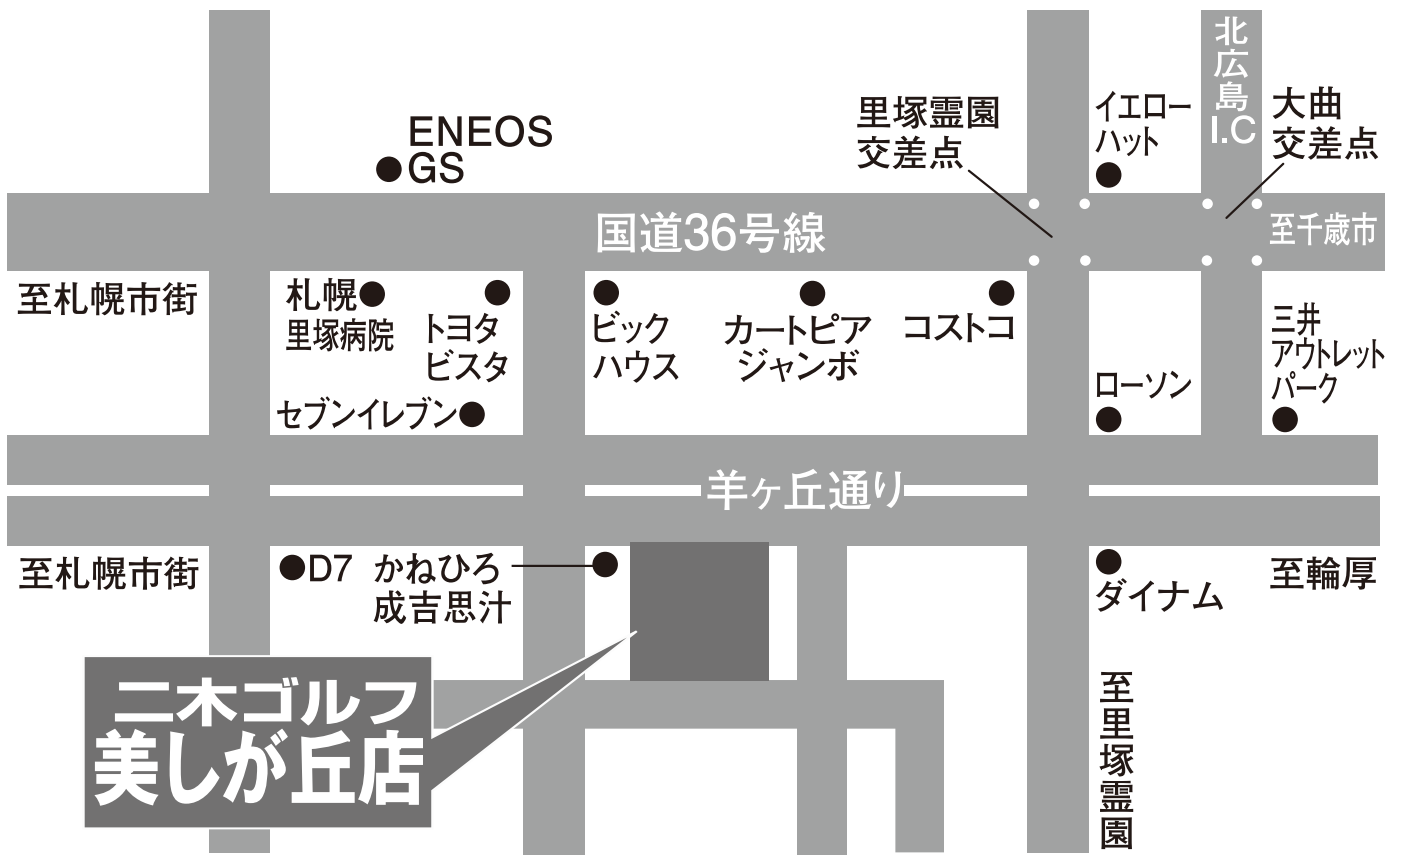 北広島I.C
大曲
交差点
イエロー
ハット
里塚霊園
交差点
ENEOS
GS
国道36号線
至千歳市
至札幌市街
札幌
里塚病院
トヨタ
ビスタ
ビック
ハウス
カートピア
ジャンボ
コストコ
三井
アウトレット
パーク
ローソン
セブンイレブン
羊ヶ丘通り
至札幌市街
D7
かねひろ
成吉思汁
ダイナム
至輪厚
二木ゴルフ
美しが丘店
至里塚霊園